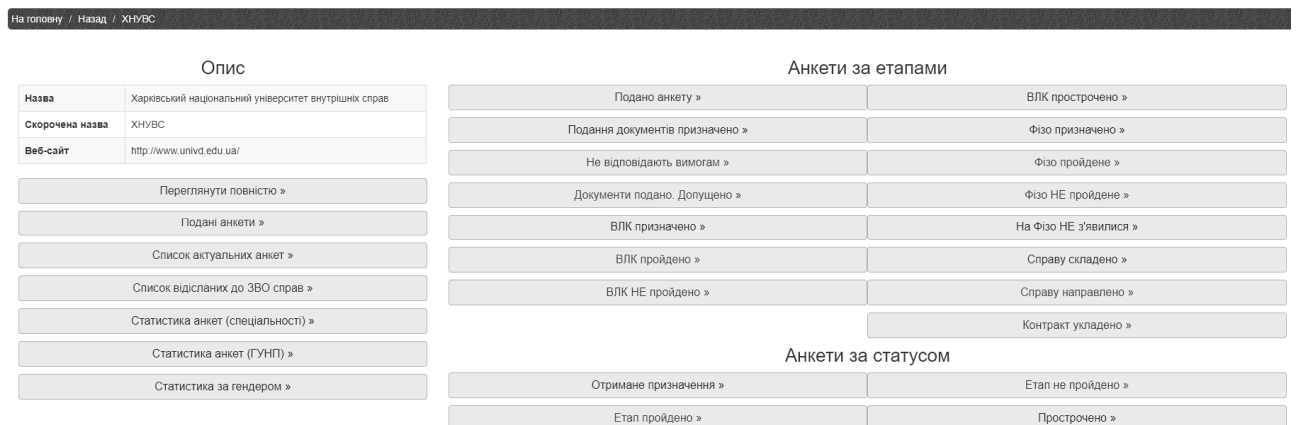 На головну / Назад / ХНУВС
Опис
Назва Харківський національний університет внутрішніх справ
Скорочена назва ХНУВС
Веб-сайт http://www.univd.edu.ua/
Переглянути повністю »
Подані анкети »
Список актуальних анкет »
Список відісланих до ЗВО справ »
Статистика анкет (спеціальності) »
Статистика анкет (ГУНП) »
Статистика за гендером »
Анкети за етапами
Подано анкету » ВЛК прострочено »
Подання документів призначено » Фізо призначено »
Не відповідають вимогам » Фізо пройдене »
Документи подано. Допущено » Фізо НЕ пройдене »
ВЛК призначено » На Фізо НЕ з'явилися »
ВЛК пройдено » Справу складено »
ВЛК НЕ пройдено » Справу направлено »
Контракт укладено »
Анкети за статусом
Отримане призначення » Етап не пройдено »
Етап пройдено » Прострочено »